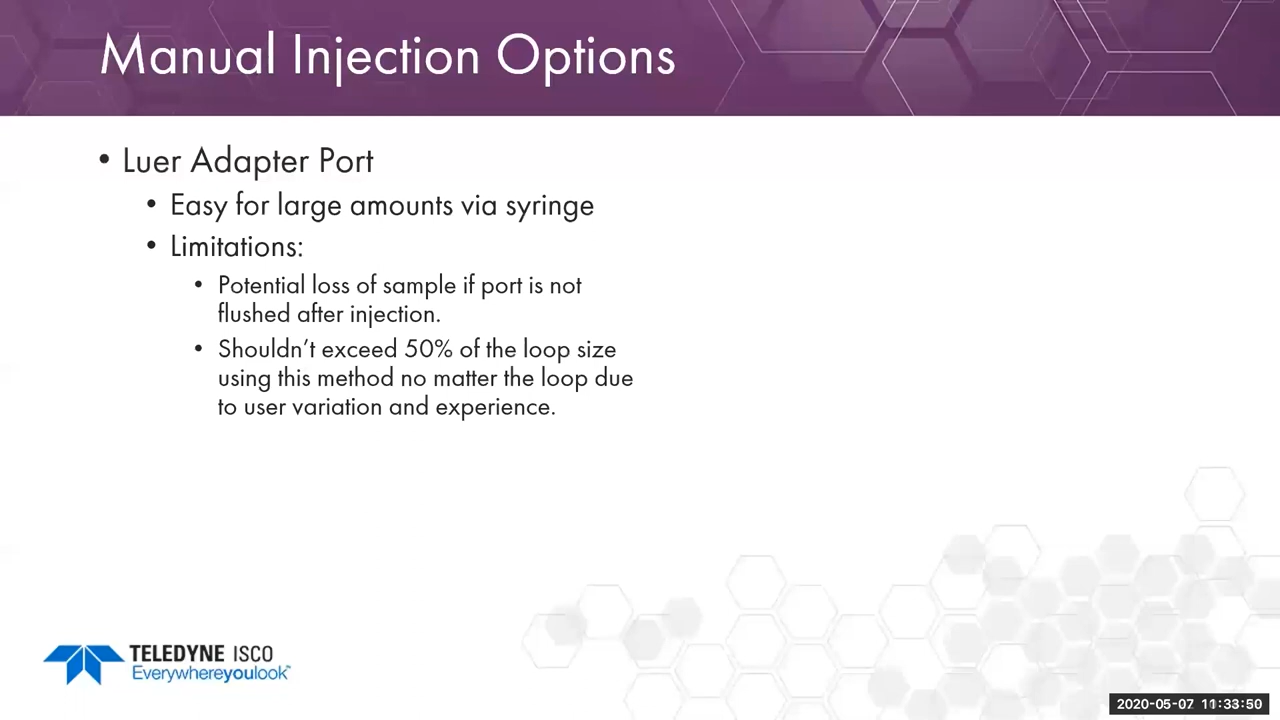 Manual Injection Options
• Luer Adapter Port
• Easy for large amounts via syringe
• Limitations:
• Potential loss of sample if port is not
flushed after injection.
• Shouldn’t exceed 50% of the loop size
using this method no matter the loop due
to user variation and experience.
TELEDYNE ISCO
Everywhereyoulook™
2020-05-07 11:33:50